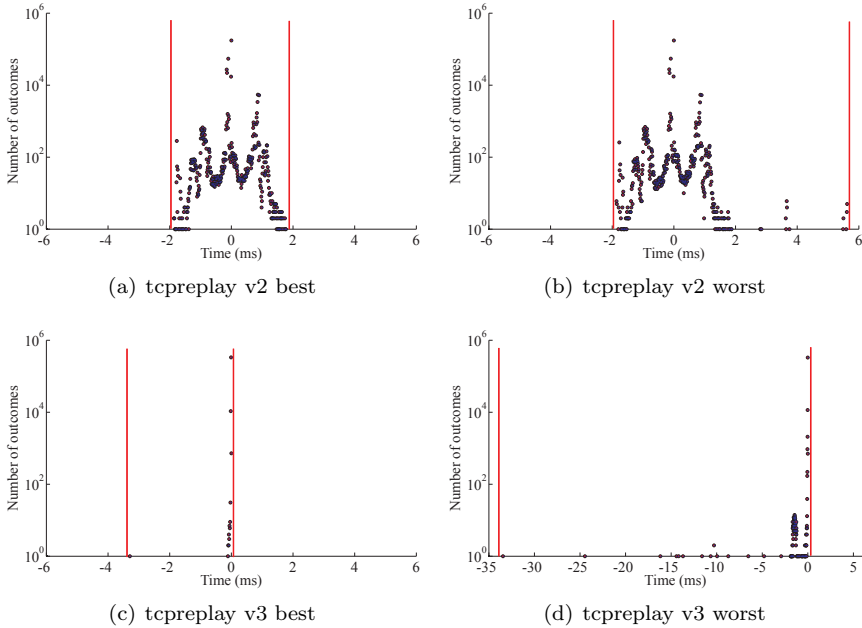 10^6
10^4
10^2
10^0
Number of outcomes
-6 -4 -2 0 2 4 6
Time (ms)
(a) tcpreplay v2 best
10^6
10^4
10^2
10^0
Number of outcomes
-6 -4 -2 0 2 4 6
Time (ms)
(b) tcpreplay v2 worst
10^6
10^4
10^2
10^0
Number of outcomes
-6 -4 -2 0 2 4 6
Time (ms)
(c) tcpreplay v3 best
10^6
10^4
10^2
10^0
Number of outcomes
-35 -30 -25 -20 -15 -10 -5 0 5
Time (ms)
(d) tcpreplay v3 worst